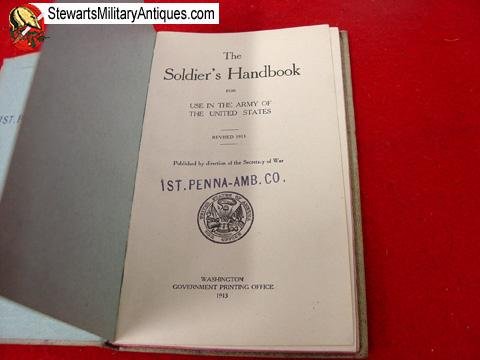 StewartsMilitaryAntiques.com
The
Soldier's Handbook
FOR
USE IN THE ARMY OF
THE UNITED STATES
REVISED 1913
Published by direction of the Secretary of War
1ST. PENNA-AMB. CO.
WASHINGTON
GOVERNMENT PRINTING OFFICE
1913
1ST. P